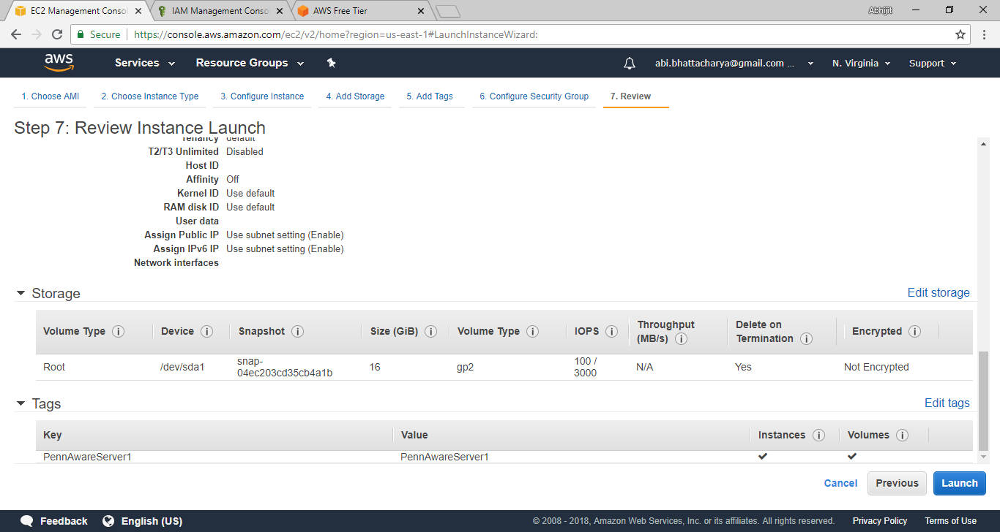 EC2 Management Consol
IAM Management Conso
AWS Free Tier
Abhijit
Secure
https://console.aws.amazon.com/ec2/v2/home?region=us-east-1#LaunchInstanceWizard:
aws
Services
Resource Groups
abi.bhattacharya@gmail.com ...
N. Virginia
Support
1. Choose AMI
2. Choose Instance Type
3. Configure Instance
4. Add Storage
5. Add Tags
6. Configure Security Group
7. Review
Step 7: Review Instance Launch
Tenancy default
T2/T3 Unlimited Disabled
Host ID
Affinity Off
Kernel ID Use default
RAM disk ID Use default
User data
Assign Public IP Use subnet setting (Enable)
Assign IPv6 IP Use subnet setting (Enable)
Network interfaces
Storage
Edit storage
Volume Type i Device i Snapshot i Size (GiB) i Volume Type i IOPS i Throughput (MB/s) i Delete on Termination i Encrypted i
Root /dev/sda1 snap-04ec203cd35cb4a1b 16 gp2 100 / 3000 N/A Yes Not Encrypted
Tags
Edit tags
Key Value Instances i Volumes i
PennAwareServer1 PennAwareServer1
Cancel
Previous
Launch
Feedback
English (US)
© 2008 - 2018, Amazon Web Services, Inc. or its affiliates. All rights reserved.
Privacy Policy
Terms of Use